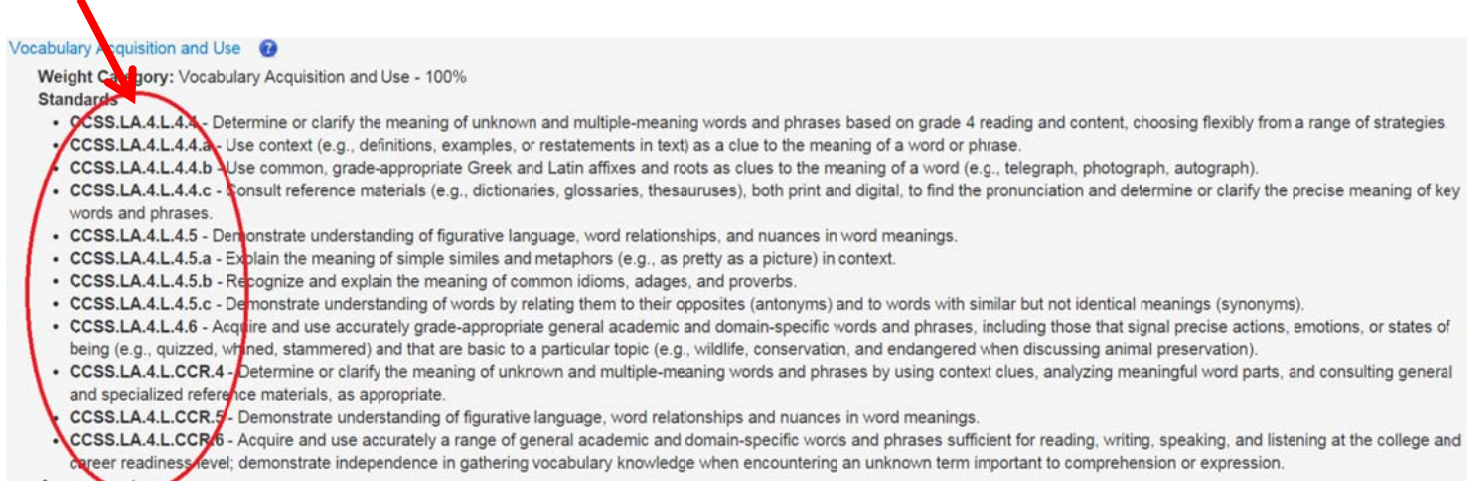 Vocabulary Acquisition and Use ?
Weight Category: Vocabulary Acquisition and Use - 100%
Standards
• CCSS.LA.4.L.4.4 - Determine or clarify the meaning of unknown and multiple-meaning words and phrases based on grade 4 reading and content, choosing flexibly from a range of strategies.
• CCSS.LA.4.L.4.4.a - Use context (e.g., definitions, examples, or restatements in text) as a clue to the meaning of a word or phrase.
• CCSS.LA.4.L.4.4.b - Use common, grade-appropriate Greek and Latin affixes and roots as clues to the meaning of a word (e.g., telegraph, photograph, autograph).
• CCSS.LA.4.L.4.4.c - Consult reference materials (e.g., dictionaries, glossaries, thesauruses), both print and digital, to find the pronunciation and determine or clarify the precise meaning of key
words and phrases.
• CCSS.LA.4.L.4.5 - Demonstrate understanding of figurative language, word relationships, and nuances in word meanings.
• CCSS.LA.4.L.4.5.a - Explain the meaning of simple similes and metaphors (e.g., as pretty as a picture) in context.
• CCSS.LA.4.L.4.5.b - Recognize and explain the meaning of common idioms, adages, and proverbs.
• CCSS.LA.4.L.4.5.c - Demonstrate understanding of words by relating them to their opposites (antonyms) and to words with similar but not identical meanings (synonyms).
• CCSS.LA.4.L.4.6 - Acquire and use accurately grade-appropriate general academic and domain-specific words and phrases, including those that signal precise actions, emotions, or states of
being (e.g., quizzed, whined, stammered) and that are basic to a particular topic (e.g., wildlife, conservation, and endangered when discussing animal preservation).
• CCSS.LA.4.L.CCR.4 - Determine or clarify the meaning of unknown and multiple-meaning words and phrases by using context clues, analyzing meaningful word parts, and consulting general
and specialized reference materials, as appropriate.
• CCSS.LA.4.L.CCR.5 - Demonstrate understanding of figurative language, word relationships and nuances in word meanings.
• CCSS.LA.4.L.CCR.6 - Acquire and use accurately a range of general academic and domain-specific words and phrases sufficient for reading, writing, speaking, and listening at the college and
career readiness level; demonstrate independence in gathering vocabulary knowledge when encountering an unknown term important to comprehension or expression.